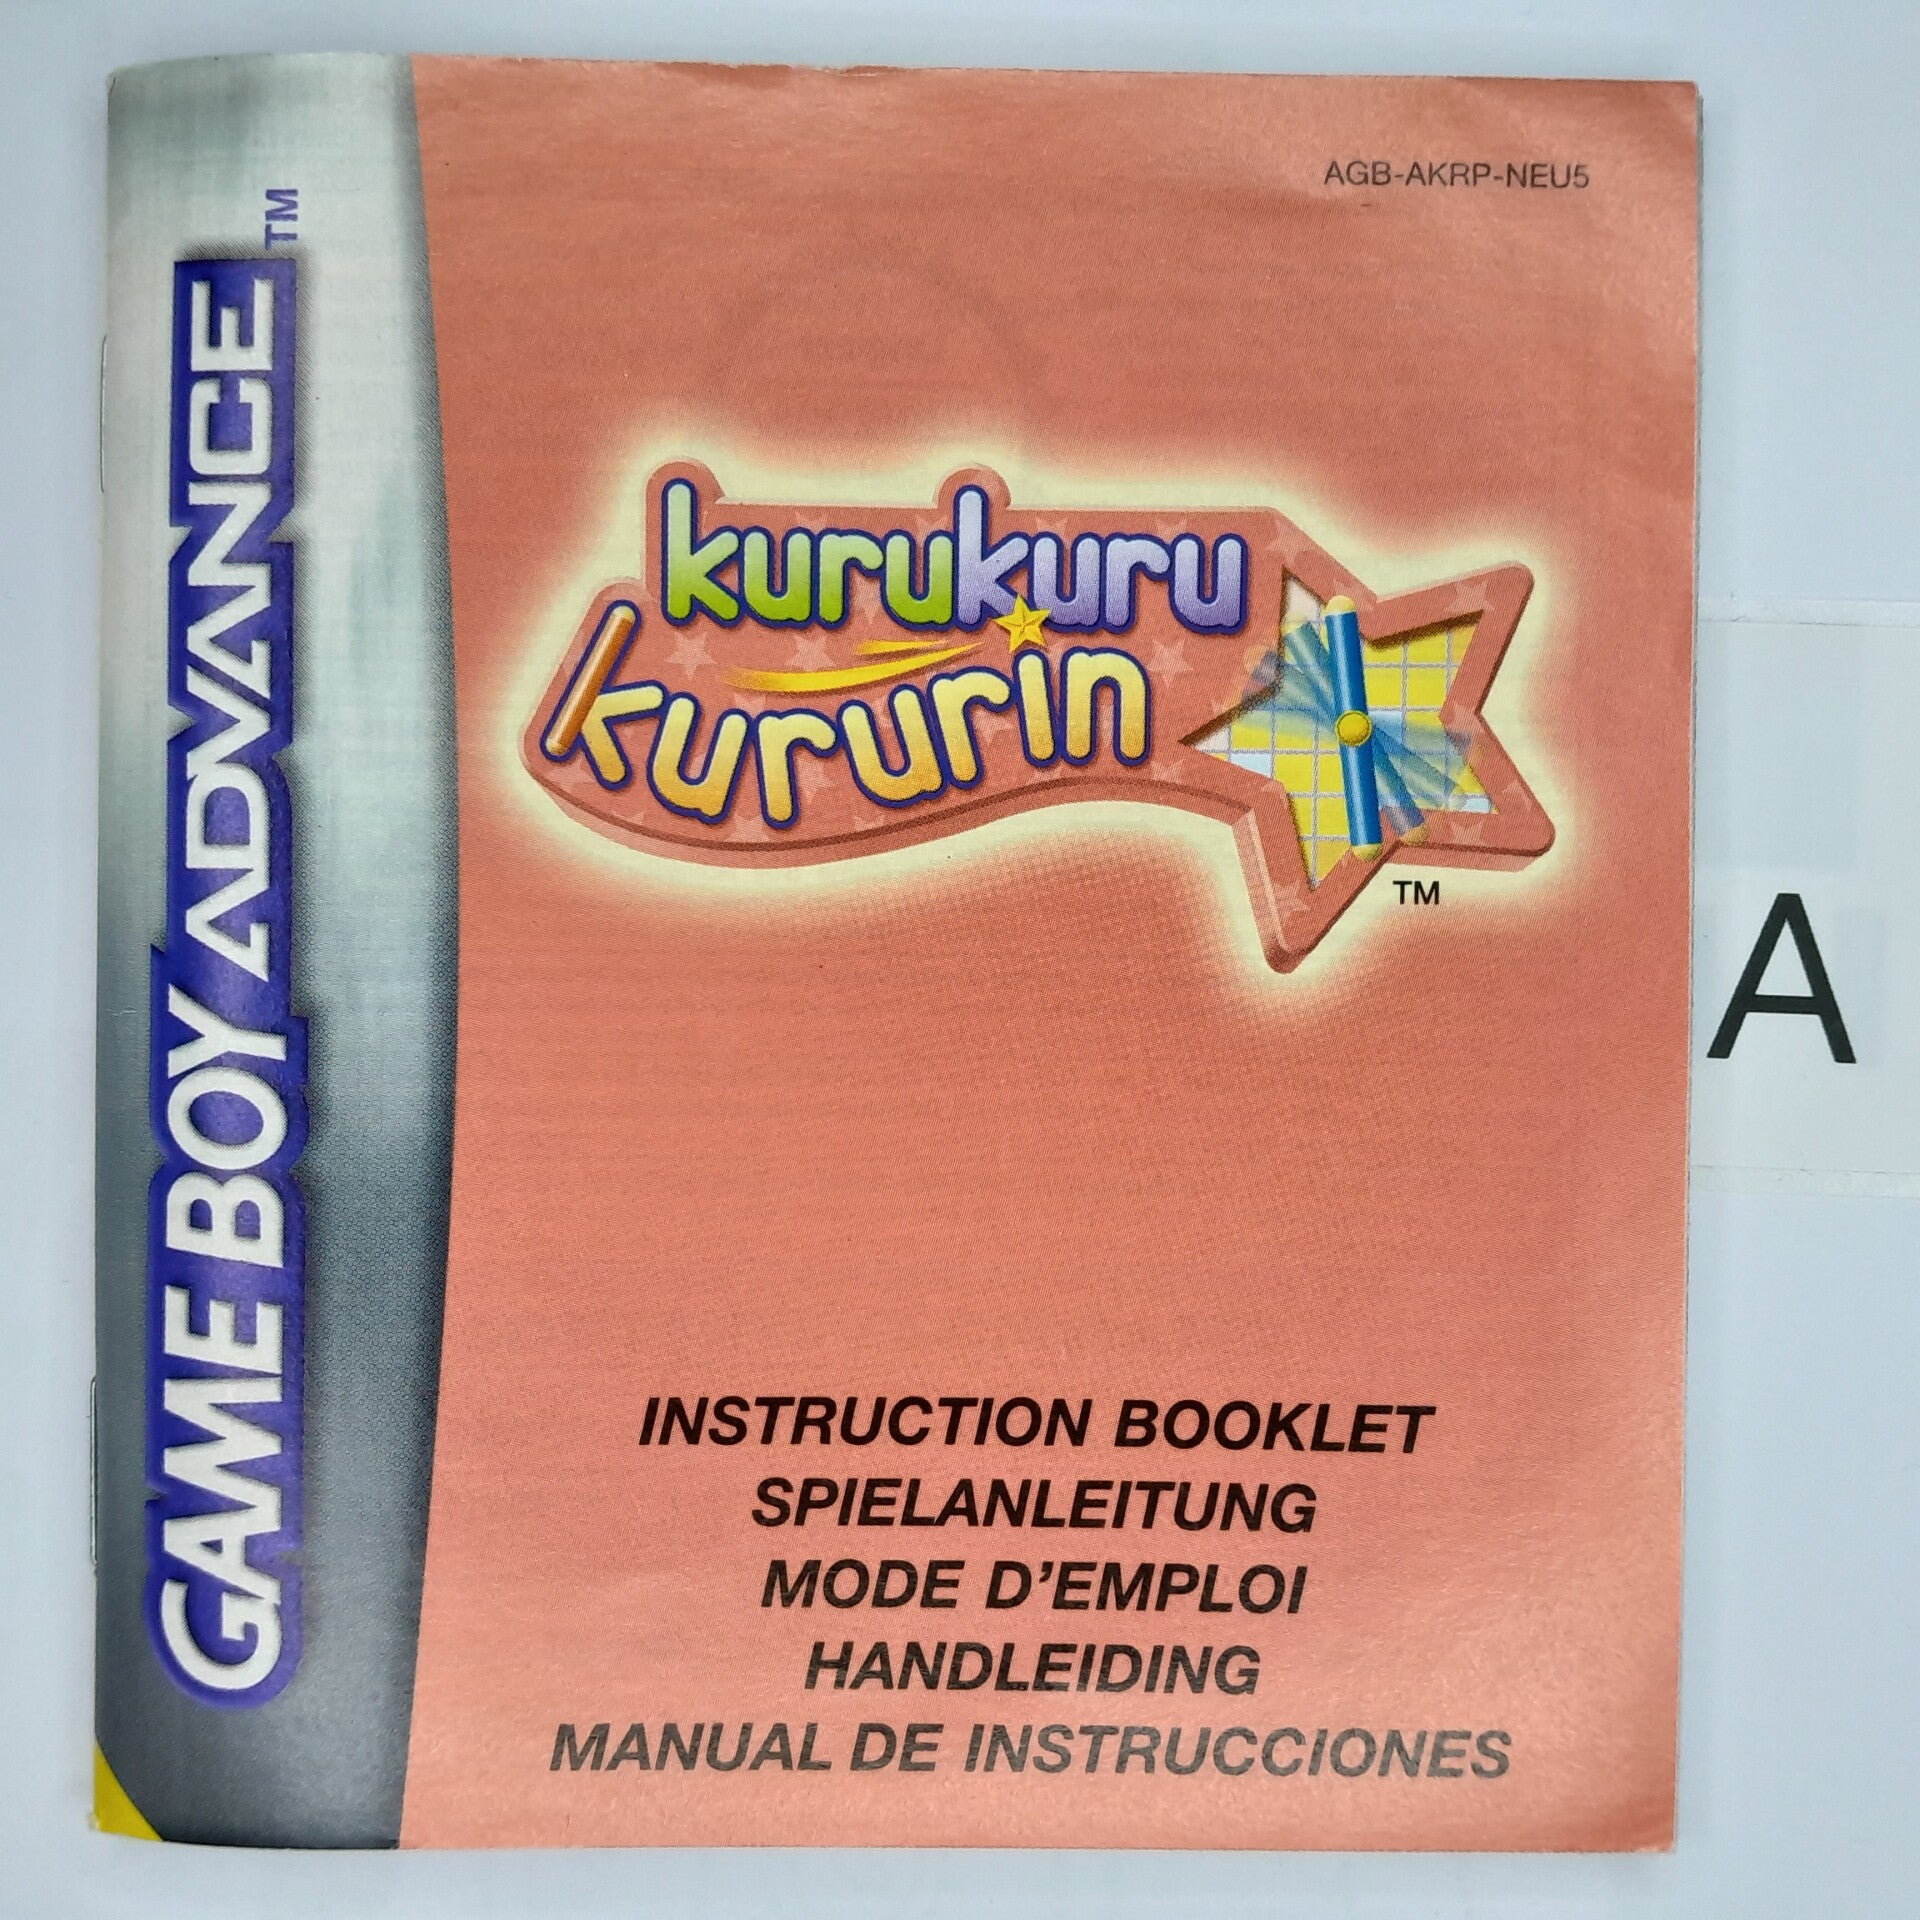 AGB-AKRP-NEU5
GAME BOY ADVANCE™
kurukuru
kururin
TM
A
INSTRUCTION BOOKLET
SPIELANLEITUNG
MODE D'EMPLOI
HANDLEIDING
MANUAL DE INSTRUCCIONES